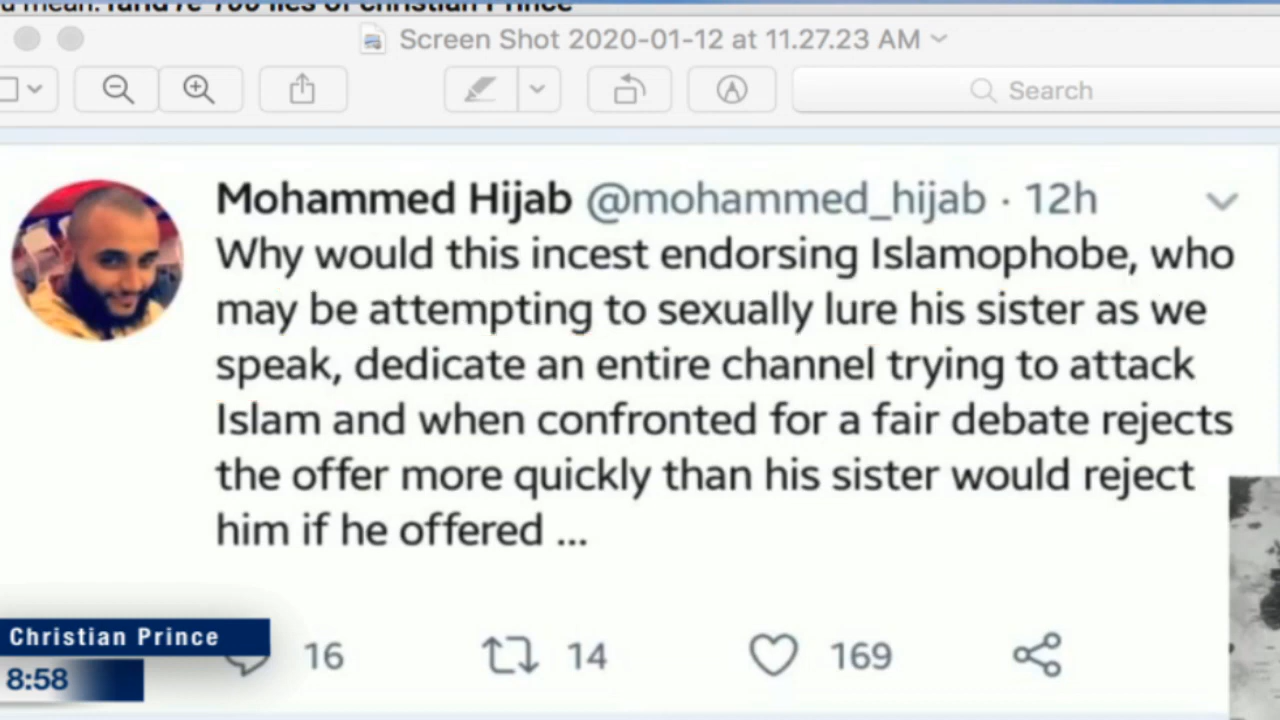 Screen Shot 2020-01-12 at 11.27.23 AM
Search
Mohammed Hijab @mohammed_hijab · 12h
Why would this incest endorsing Islamophobe, who
may be attempting to sexually lure his sister as we
speak, dedicate an entire channel trying to attack
Islam and when confronted for a fair debate rejects
the offer more quickly than his sister would reject
him if he offered ...
16 14 169
Christian Prince
8:58